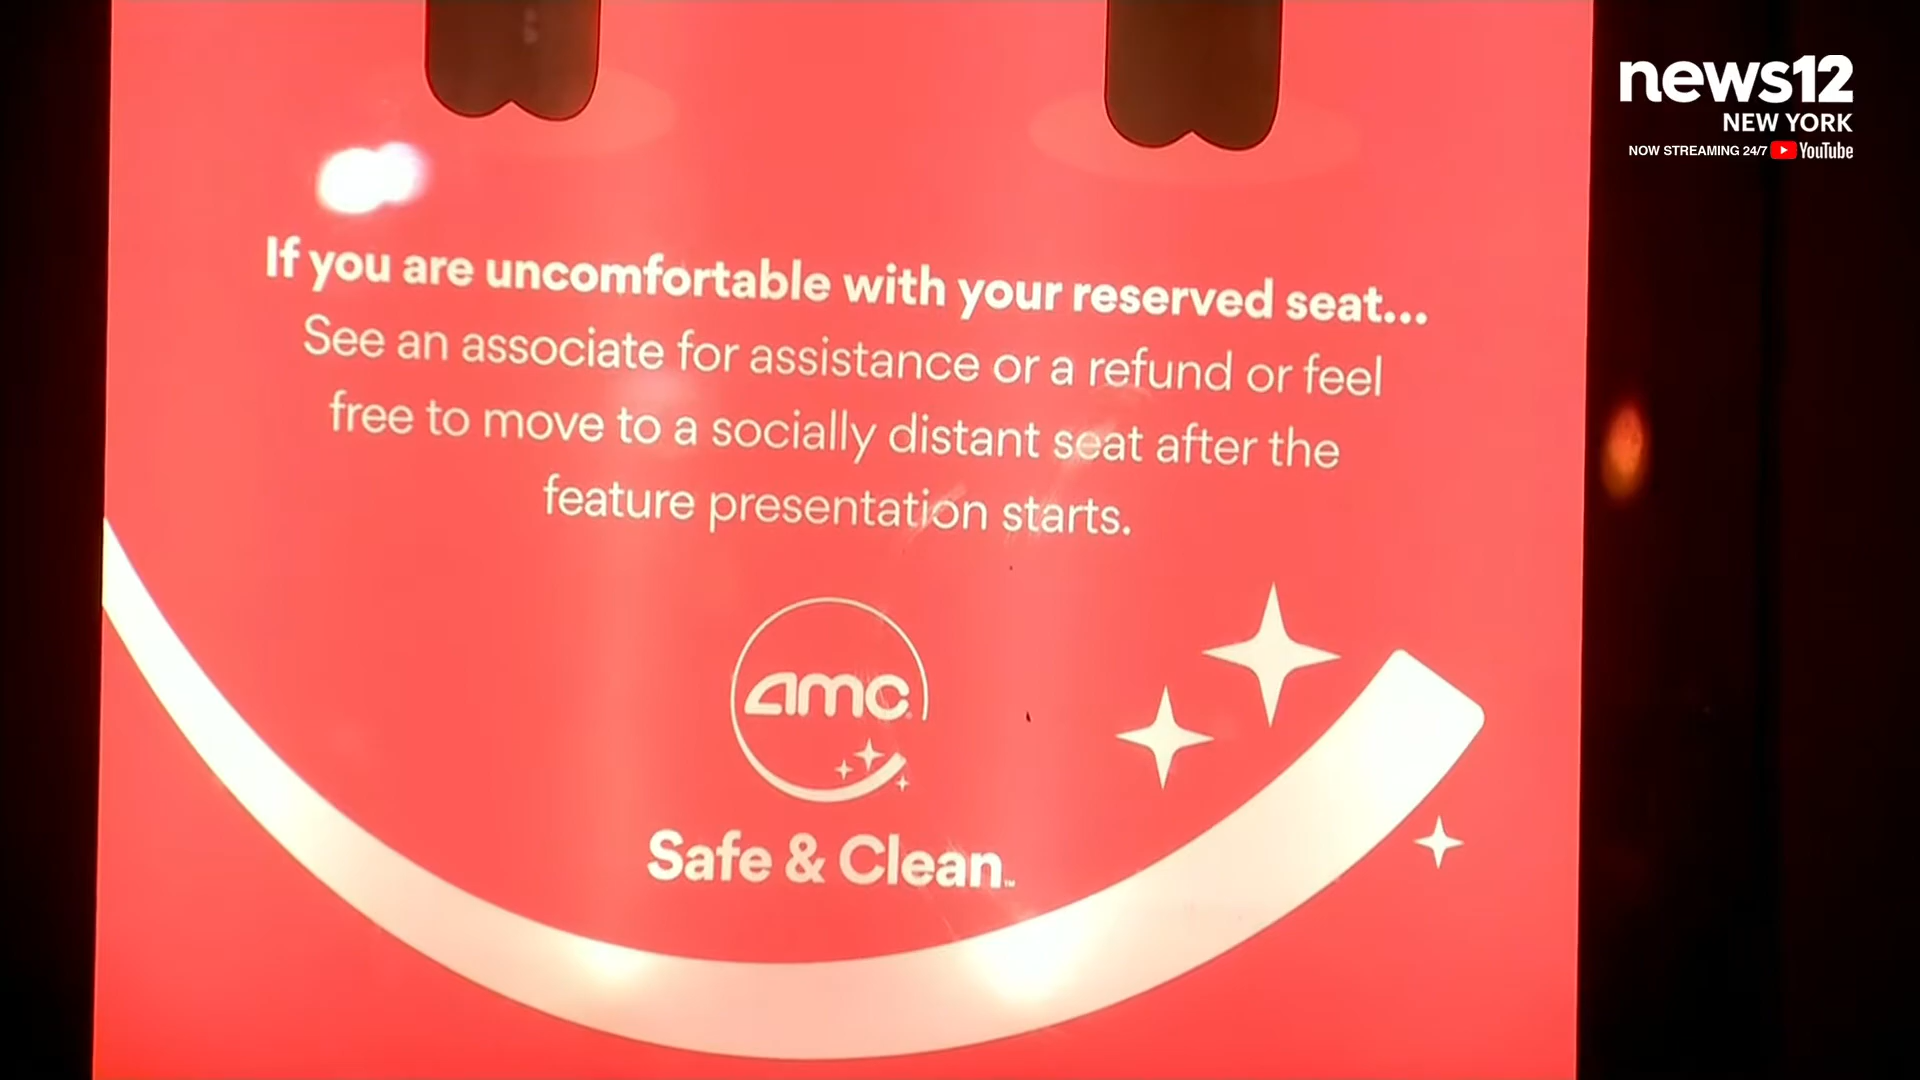 news12
NEW YORK
NOW STREAMING 24/7 YouTube
If you are uncomfortable with your reserved seat...
See an associate for assistance or a refund or feel
free to move to a socially distant seat after the
feature presentation starts.
amc
Safe & Clean™